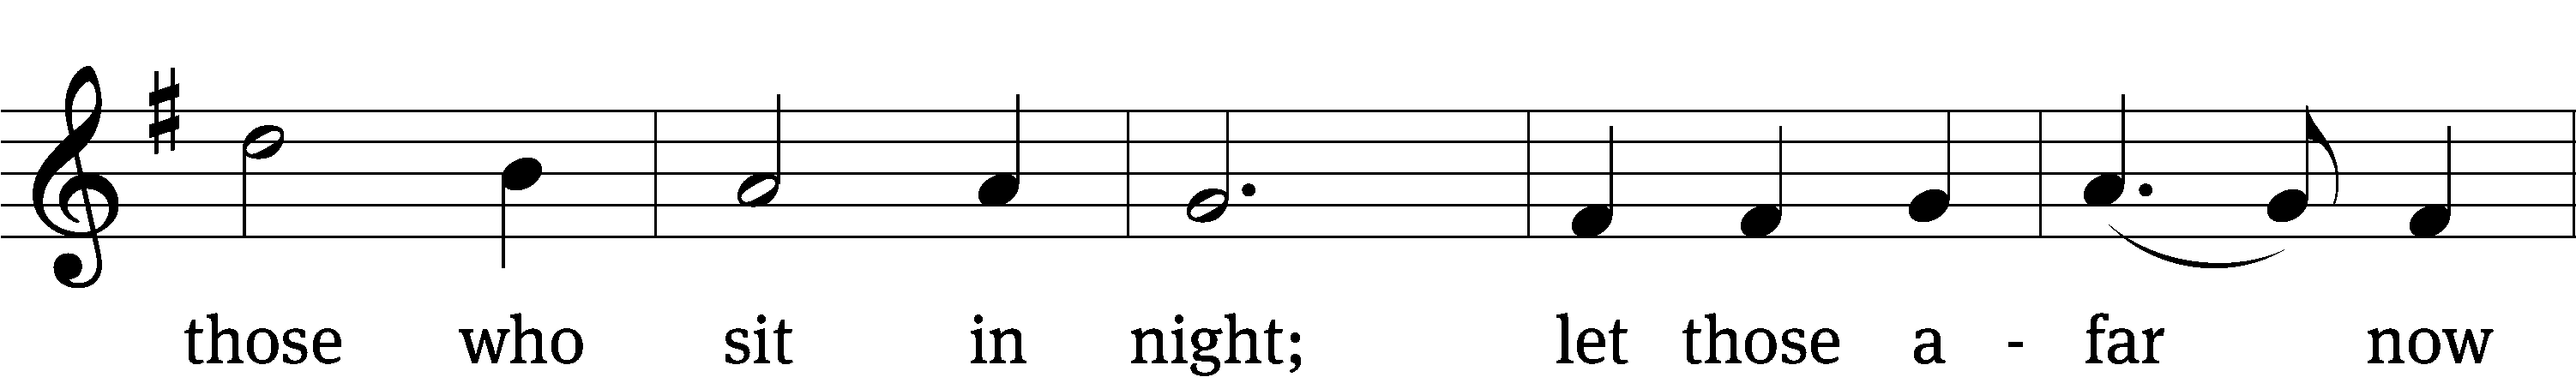 those who sit in night; let those a - far now